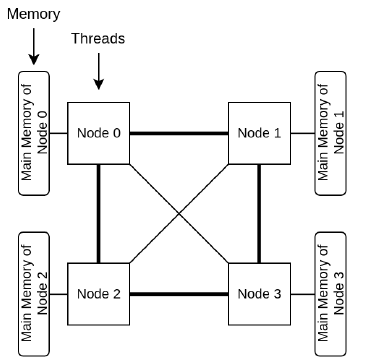 Memory
Threads
Main Memory of
Node 0
Node 0
Node 1
Main Memory of
Node 1
Main Memory of
Node 2
Node 2
Node 3
Main Memory of
Node 3